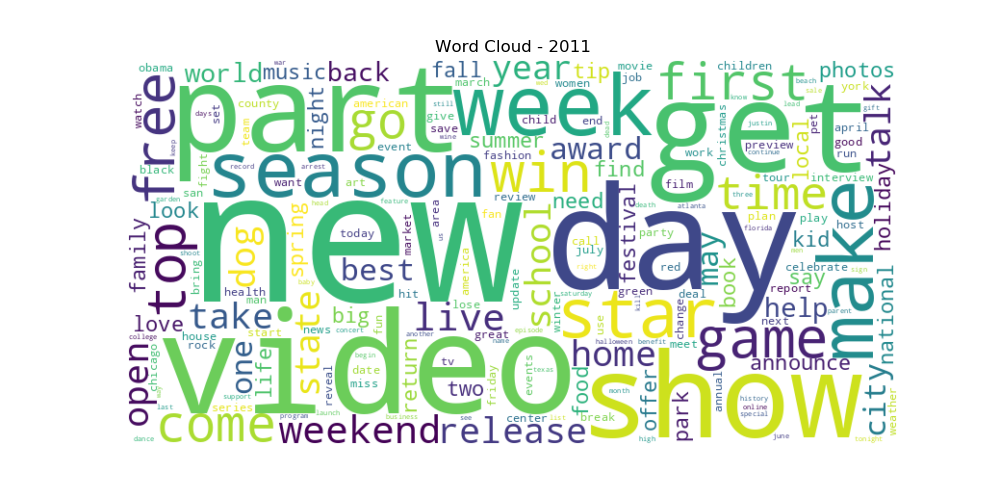 Word Cloud - 2011
obama world music back fall year tip movie job children photos
watch free part county american march women first york
days set night got give save child end week get christmas know lead beach sale gift
team event summer fashion award find work justin preview pet april good run talk
black fight season want art review win need film time local tour interview
keep record arrest still wine war dead continue three
san garden head feature fan death atlanta plan play host holiday
look family top dog spring new today market area us america school call july festival party red day may book kid say make
bring shoot health man baby best hit update tight green deal change florida men celebrate sign
love take state big live lose winter saturday use kill star meet next report help game national
house rock start news concert fun another great episode halloween benefit parent
college open chicago one life video date miss return tv two events texas name home announce
last series support reveal begin friday food offer month park annual history online special city weather
come program launch weekend business see center release list break high show june tonight
dance